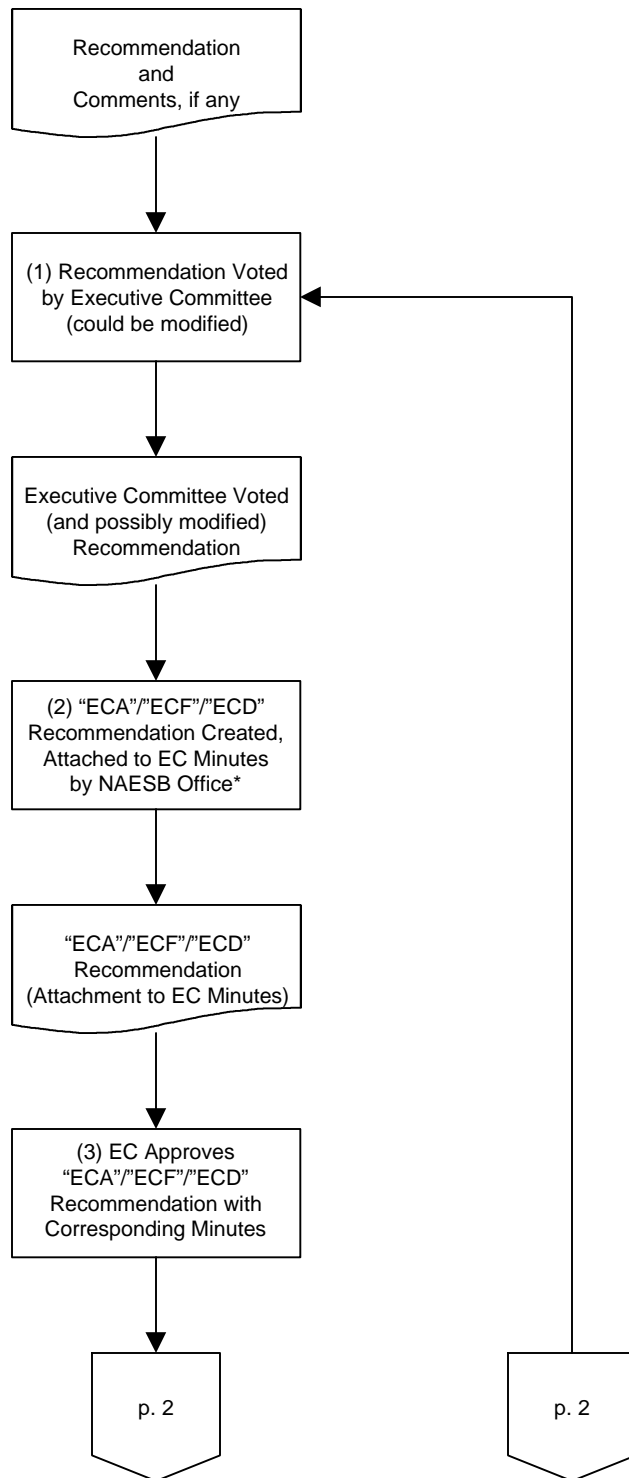 Recommendation
and
Comments, if any
(1) Recommendation Voted
by Executive Committee
(could be modified)
Executive Committee Voted
(and possibly modified)
Recommendation
(2) “ECA”/”ECF”/”ECD”
Recommendation Created,
Attached to EC Minutes
by NAESB Office*
“ECA”/”ECF”/”ECD”
Recommendation
(Attachment to EC Minutes)
(3) EC Approves
“ECA”/”ECF”/”ECD”
Recommendation with
Corresponding Minutes
p. 2
p. 2